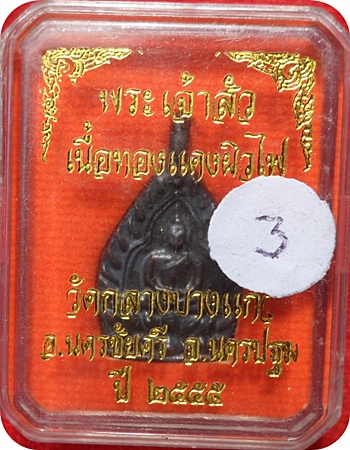 พระเจ้าสัว
เนื้อทองแดงผิวไฟ
3
วัดกลางบางแก้ว
อ.นครชัยศรี จ.นครปฐม
ปี ๒๕๕๕